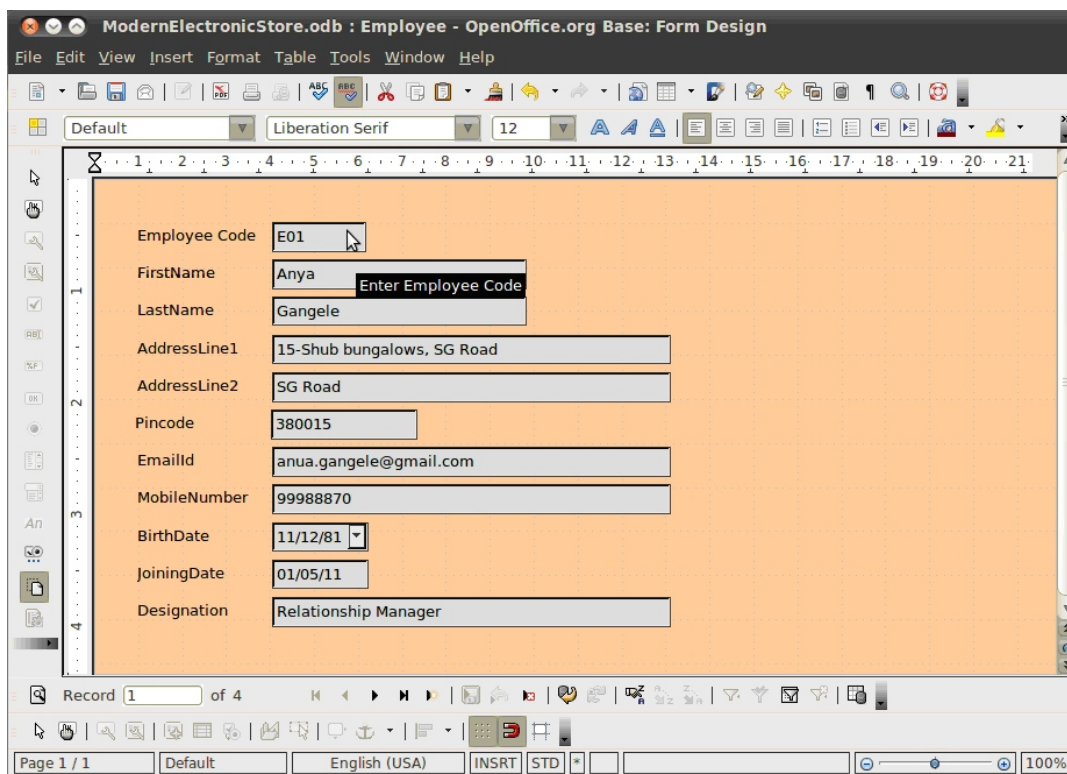 ModernElectronicStore.odb : Employee - OpenOffice.org Base: Form Design
File Edit View Insert Format Table Tools Window Help
Default Liberation Serif 12
1 2 3 4 5 6 7 8 9 10 11 12 13 14 15 16 17 18 19 20 21
Employee Code E01
FirstName Anya
Enter Employee Code
LastName Gangele
AddressLine1 15-Shub bungalows, SG Road
AddressLine2 SG Road
Pincode 380015
EmailId anua.gangele@gmail.com
MobileNumber 99988870
BirthDate 11/12/81
JoiningDate 01/05/11
Designation Relationship Manager
1
2
3
4
Record 1 of 4
Page 1 / 1 Default English (USA) INSRT STD * 100%